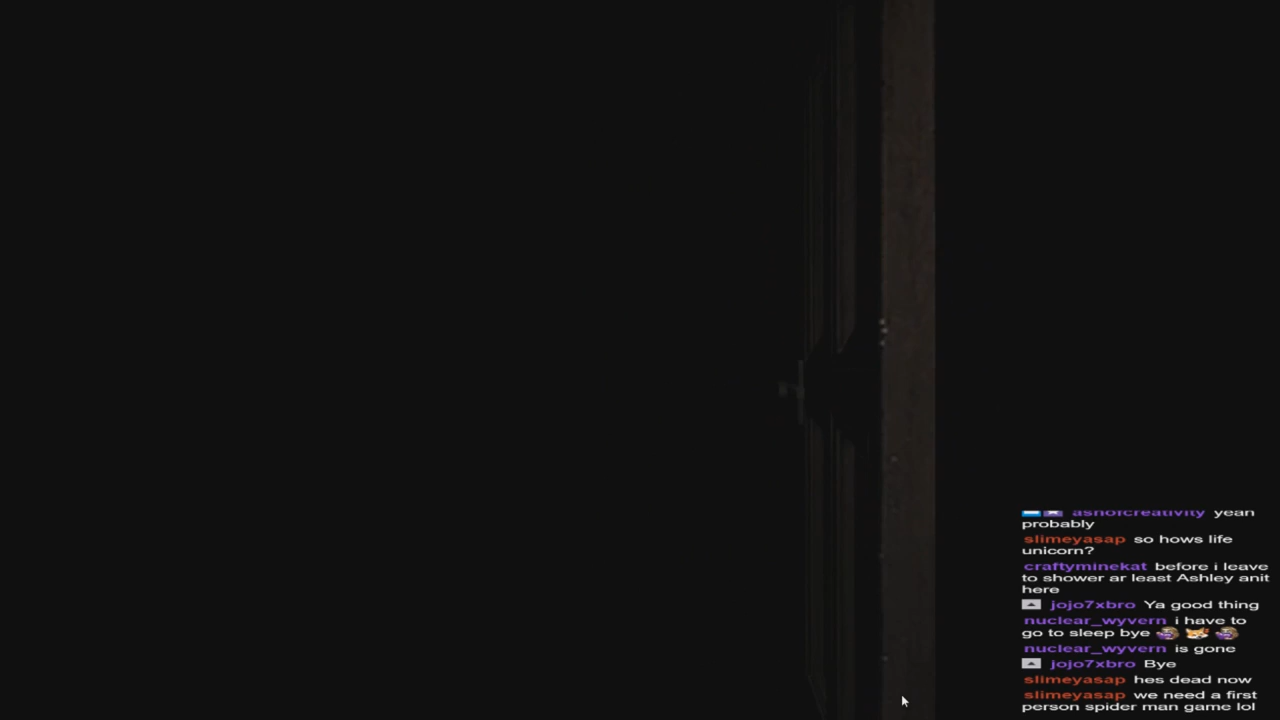 ashofcreativity yeah
probably
slimeyasap so hows life
unicorn?
craftyminekat before i leave
to shower ar least Ashley anit
here
jojo7xbro Ya good thing
nuclear_wyvern i have to
go to sleep bye
nuclear_wyvern is gone
jojo7xbro Bye
slimeyasap hes dead now
slimeyasap we need a first
person spider man game lol